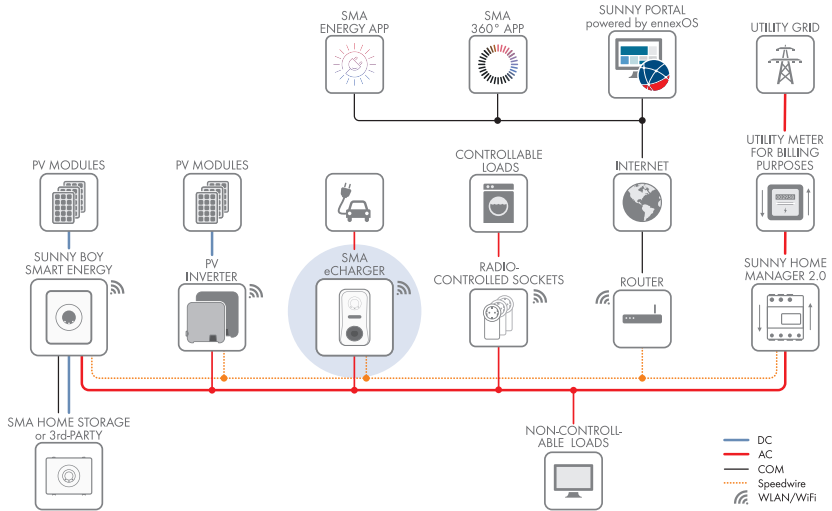 SMA
ENERGY APP
SMA
360° APP
SUNNY PORTAL
powered by ennexOS
UTILITY GRID
PV MODULES
PV MODULES
CONTROLLABLE
LOADS
INTERNET
UTILITY METER
FOR BILLING
PURPOSES
SUNNY BOY
SMART ENERGY
PV
INVERTER
SMA
eCHARGER
RADIO-
CONTROLLED SOCKETS
ROUTER
SUNNY HOME
MANAGER 2.0
SMA HOME STORAGE
or 3rd-PARTY
NON-CONTROLL-
ABLE LOADS
DC
AC
COM
Speedwire
WLAN/WiFi